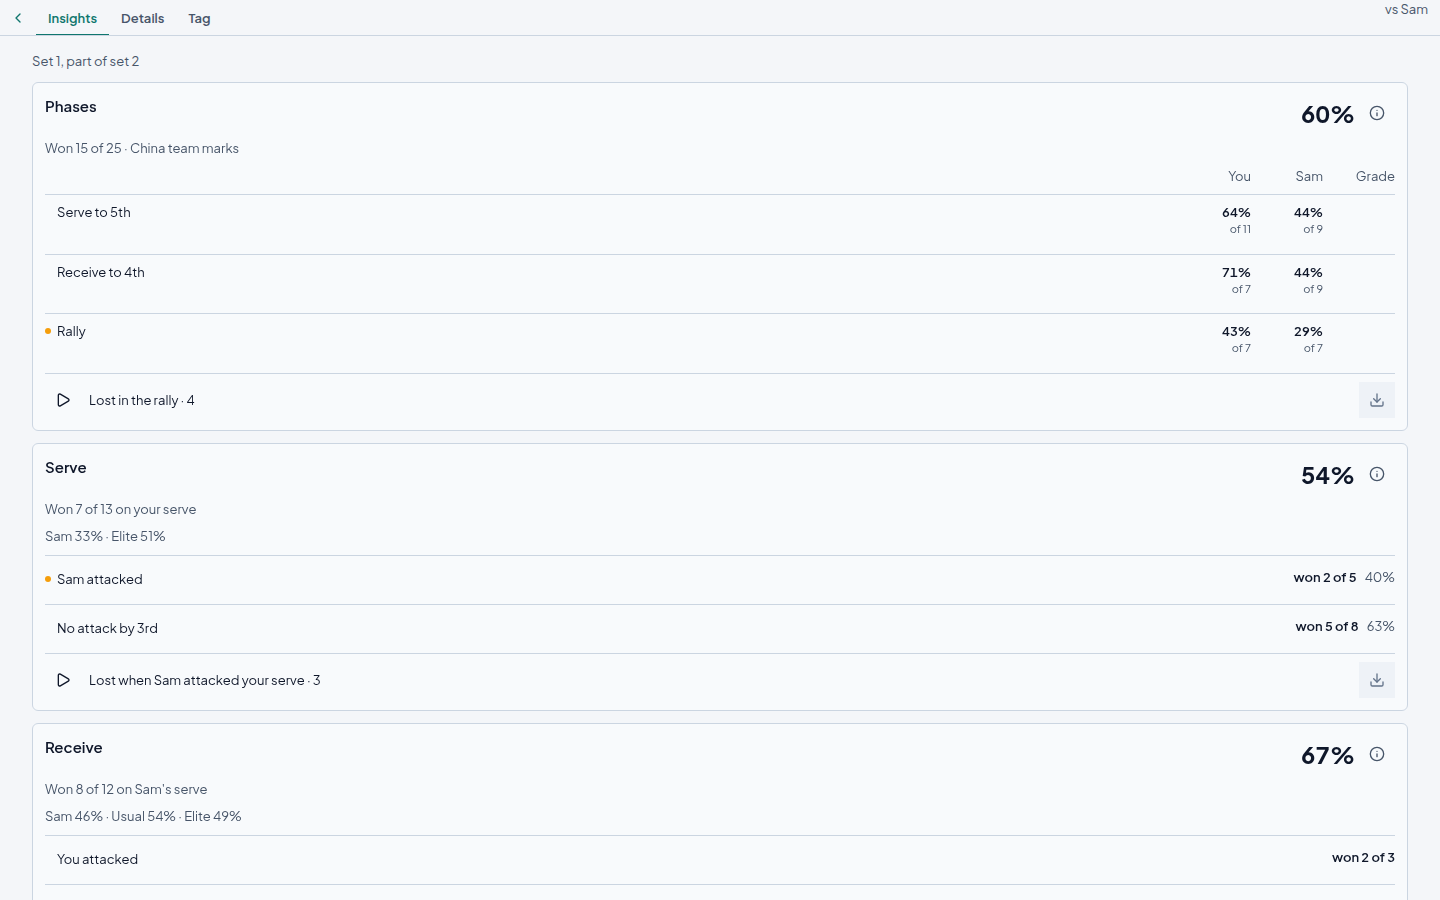 Insights Details Tag
vs Sam
Set 1, part of set 2
Phases
60%
Won 15 of 25 · China team marks
You Sam Grade
Serve to 5th 64% 44%
of 11 of 9
Receive to 4th 71% 44%
of 7 of 9
Rally 43% 29%
of 7 of 7
Lost in the rally · 4
Serve
54%
Won 7 of 13 on your serve
Sam 33% · Elite 51%
Sam attacked won 2 of 5 40%
No attack by 3rd won 5 of 8 63%
Lost when Sam attacked your serve · 3
Receive
67%
Won 8 of 12 on Sam's serve
Sam 46% · Usual 54% · Elite 49%
You attacked won 2 of 3